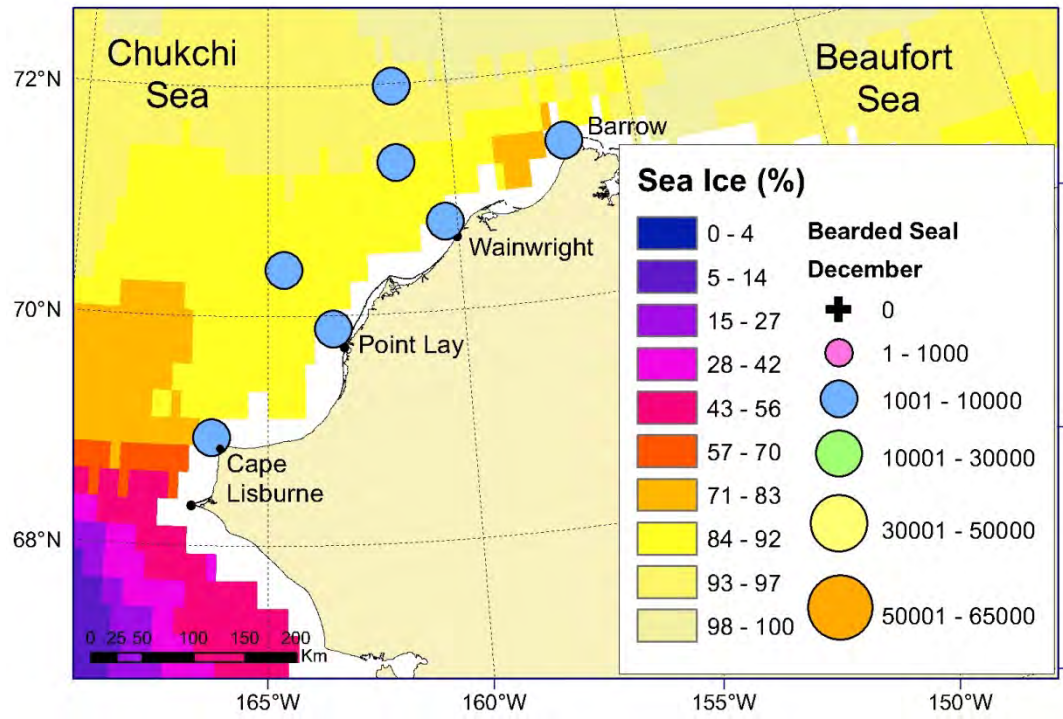 Chukchi
Sea
Beaufort
Sea
72°N
Barrow
Wainwright
70°N
Point Lay
Cape
Lisburne
68°N
0 25 50 100 150 200
Km
165°W
160°W
155°W
150°W
Sea Ice (%)
0 - 4
5 - 14
15 - 27
28 - 42
43 - 56
57 - 70
71 - 83
84 - 92
93 - 97
98 - 100
Bearded Seal
December
0
1 - 1000
1001 - 10000
10001 - 30000
30001 - 50000
50001 - 65000